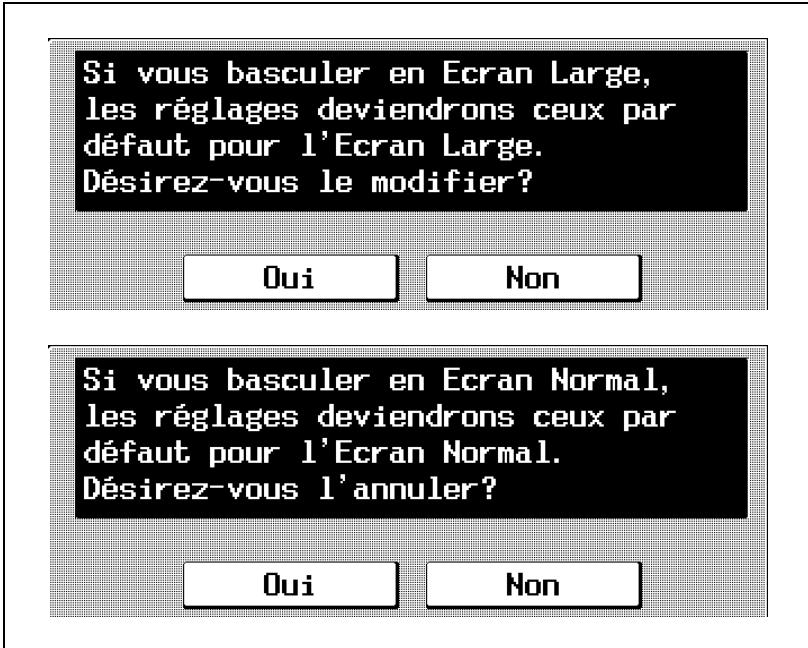 Si vous basculer en Ecran Large,
les réglages deviendrons ceux par
défaut pour l'Ecran Large.
Désirez-vous le modifier?
Oui Non
Si vous basculer en Ecran Normal,
les réglages deviendrons ceux par
défaut pour l'Ecran Normal.
Désirez-vous l'annuler?
Oui Non